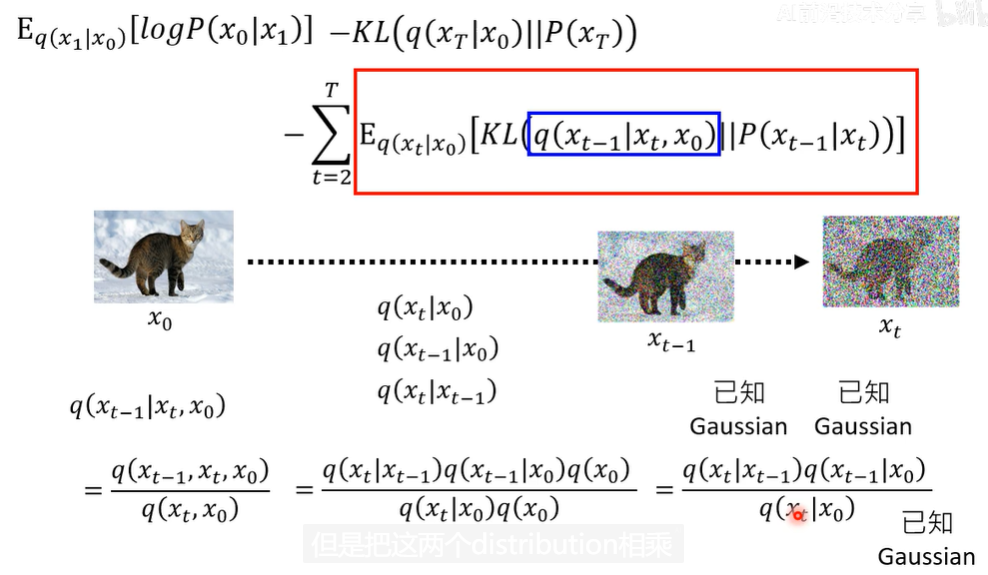 E_{q(x_1|x_0)}[logP(x_0|x_1)] −KL(q(x_T|x_0)||P(x_T))
−∑_{t=2}^{T} E_{q(x_t|x_0)}[KL(q(x_{t−1}|x_t, x_0)||P(x_{t−1}|x_t))]
x_0
x_{t−1}
x_t
q(x_t|x_0)
q(x_{t−1}|x_0)
q(x_t|x_{t−1})
q(x_{t−1}|x_t, x_0)
已知 已知
Gaussian Gaussian
= q(x_{t−1}, x_t, x_0) / q(x_t, x_0) = q(x_t|x_{t−1})q(x_{t−1}|x_0)q(x_0) / q(x_t|x_0)q(x_0) = q(x_t|x_{t−1})q(x_{t−1}|x_0) / q(x_t|x_0)
已知
Gaussian
但是把这两个distribution相乘